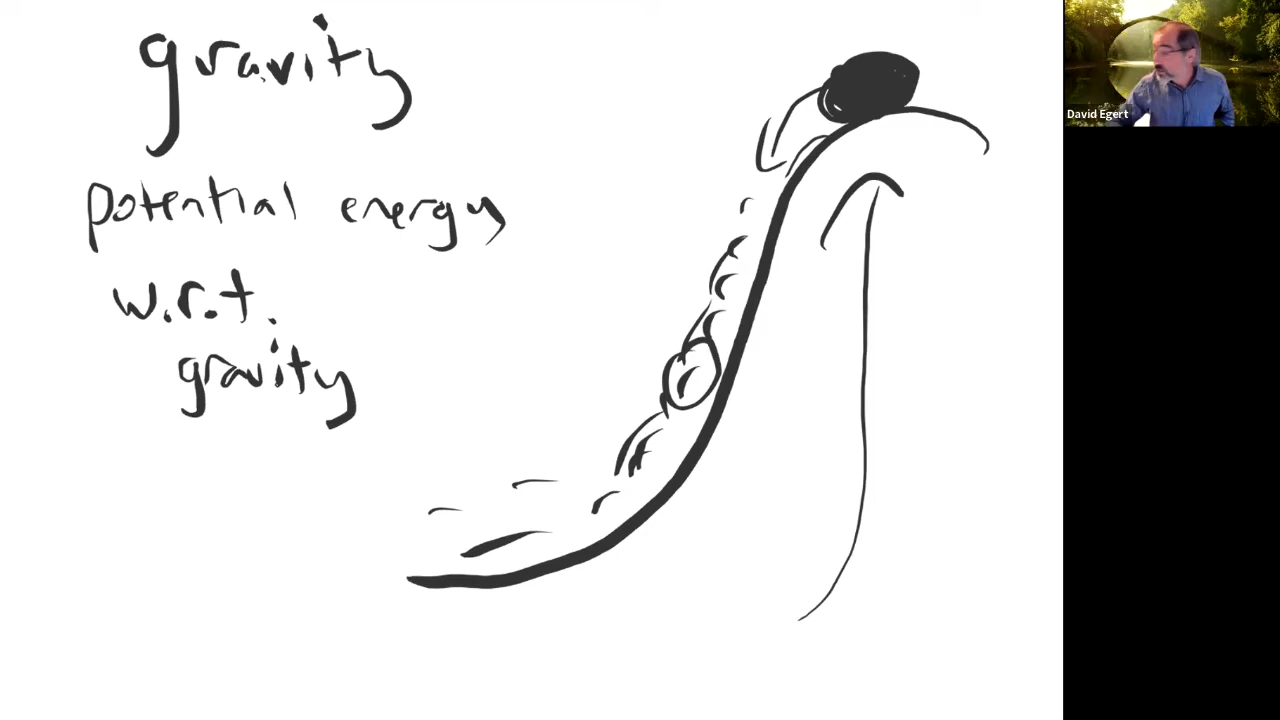 gravity
potential energy
w.r.t.
gravity
David Egert